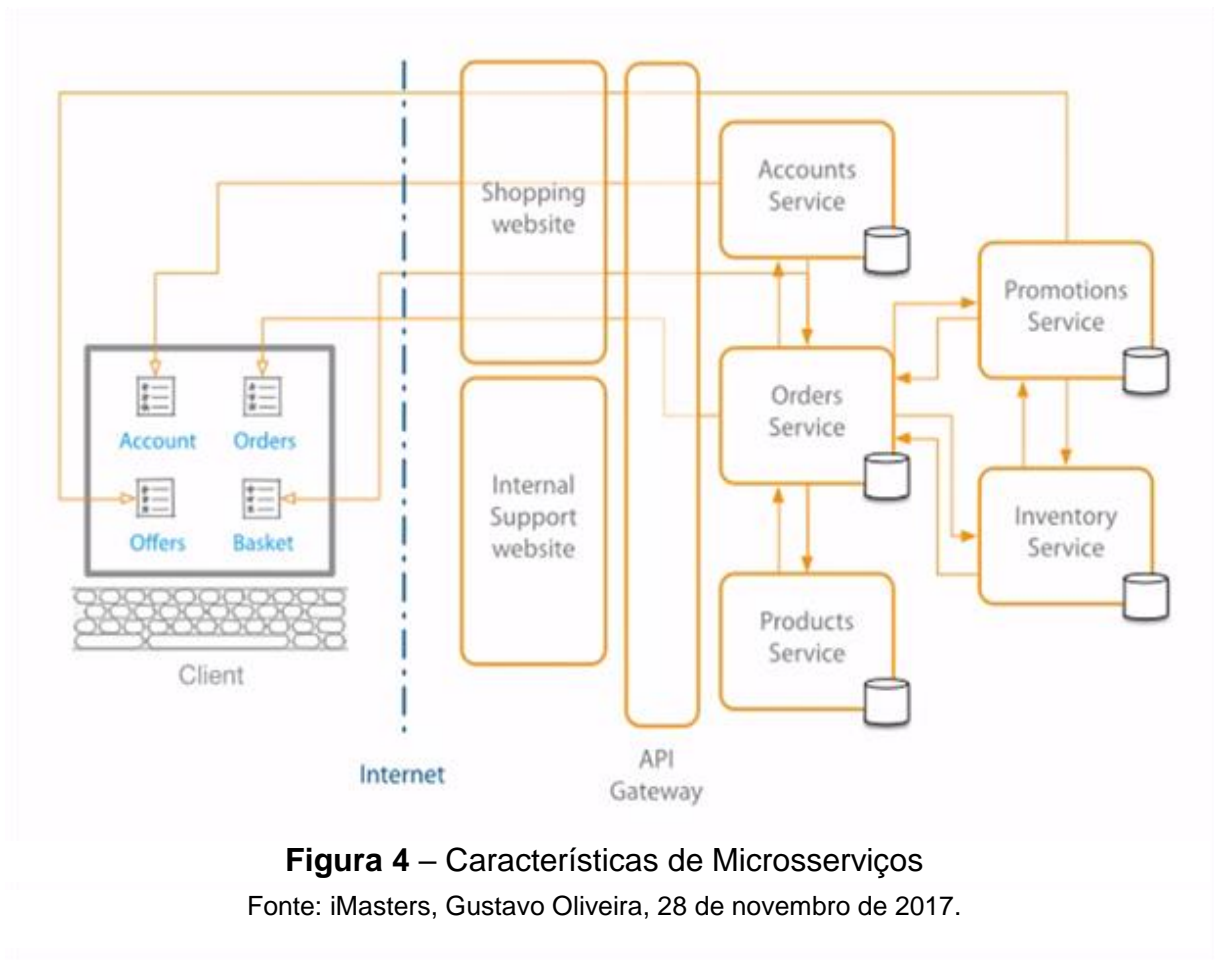 Shopping
website
Accounts
Service
Promotions
Service
Account
Orders
Orders
Service
Offers
Basket
Internal
Support
website
Inventory
Service
Products
Service
Client
Internet
API
Gateway
Figura 4 – Características de Microsserviços
Fonte: iMasters, Gustavo Oliveira, 28 de novembro de 2017.